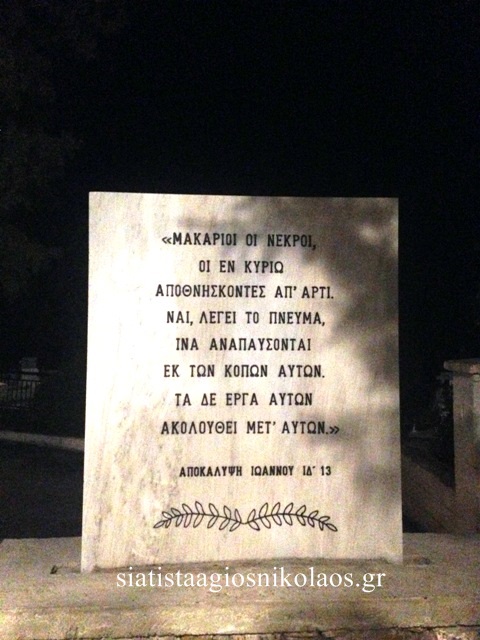 «ΜΑΚΑΡΙΟΙ ΟΙ ΝΕΚΡΟΙ,
ΟΙ ΕΝ ΚΥΡΙΩ
ΑΠΟΘΝΗΣΚΟΝΤΕΣ ΑΠ' ΑΡΤΙ.
ΝΑΙ, ΛΕΓΕΙ ΤΟ ΠΝΕΥΜΑ,
ΙΝΑ ΑΝΑΠΑΥΣΟΝΤΑΙ
ΕΚ ΤΩΝ ΚΟΠΩΝ ΑΥΤΩΝ.
ΤΑ ΔΕ ΕΡΓΑ ΑΥΤΩΝ
ΑΚΟΛΟΥΘΕΙ ΜΕΤ' ΑΥΤΩΝ.»
ΑΠΟΚΑΛΥΨΗ ΙΩΑΝΝΟΥ ΙΔ' 13
siatistaagiosnikolaos.gr